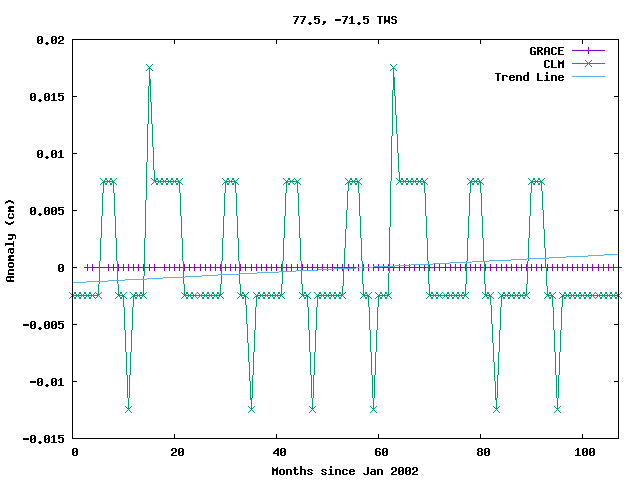 77.5, -71.5 TWS
GRACE
CLM
Trend Line
0.02
0.015
0.01
0.005
0
-0.005
-0.01
-0.015
Anomaly (cm)
0 20 40 60 80 100
Months since Jan 2002